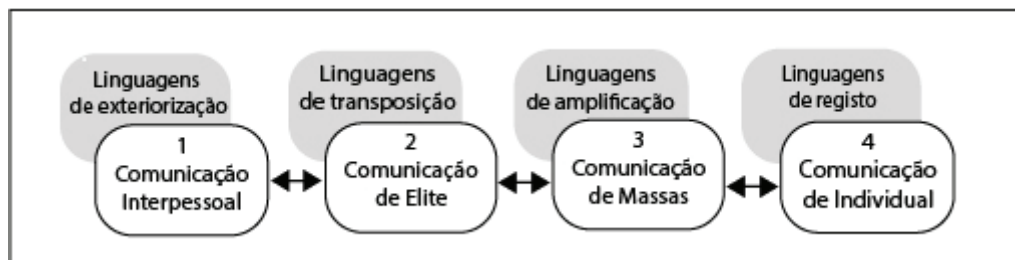 Linguagens
de exteriorização
1
Comunicação
Interpessoal
Linguagens
de transposição
2
Comunicação
de Elite
Linguagens
de amplificação
3
Comunicação
de Massas
Linguagens
de registo
4
Comunicação
de Individual